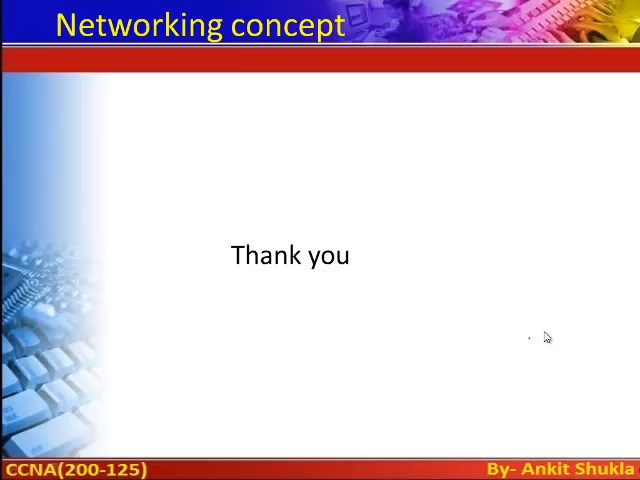 Networking concept
Thank you
CCNA(200-125)
By- Ankit Shukla